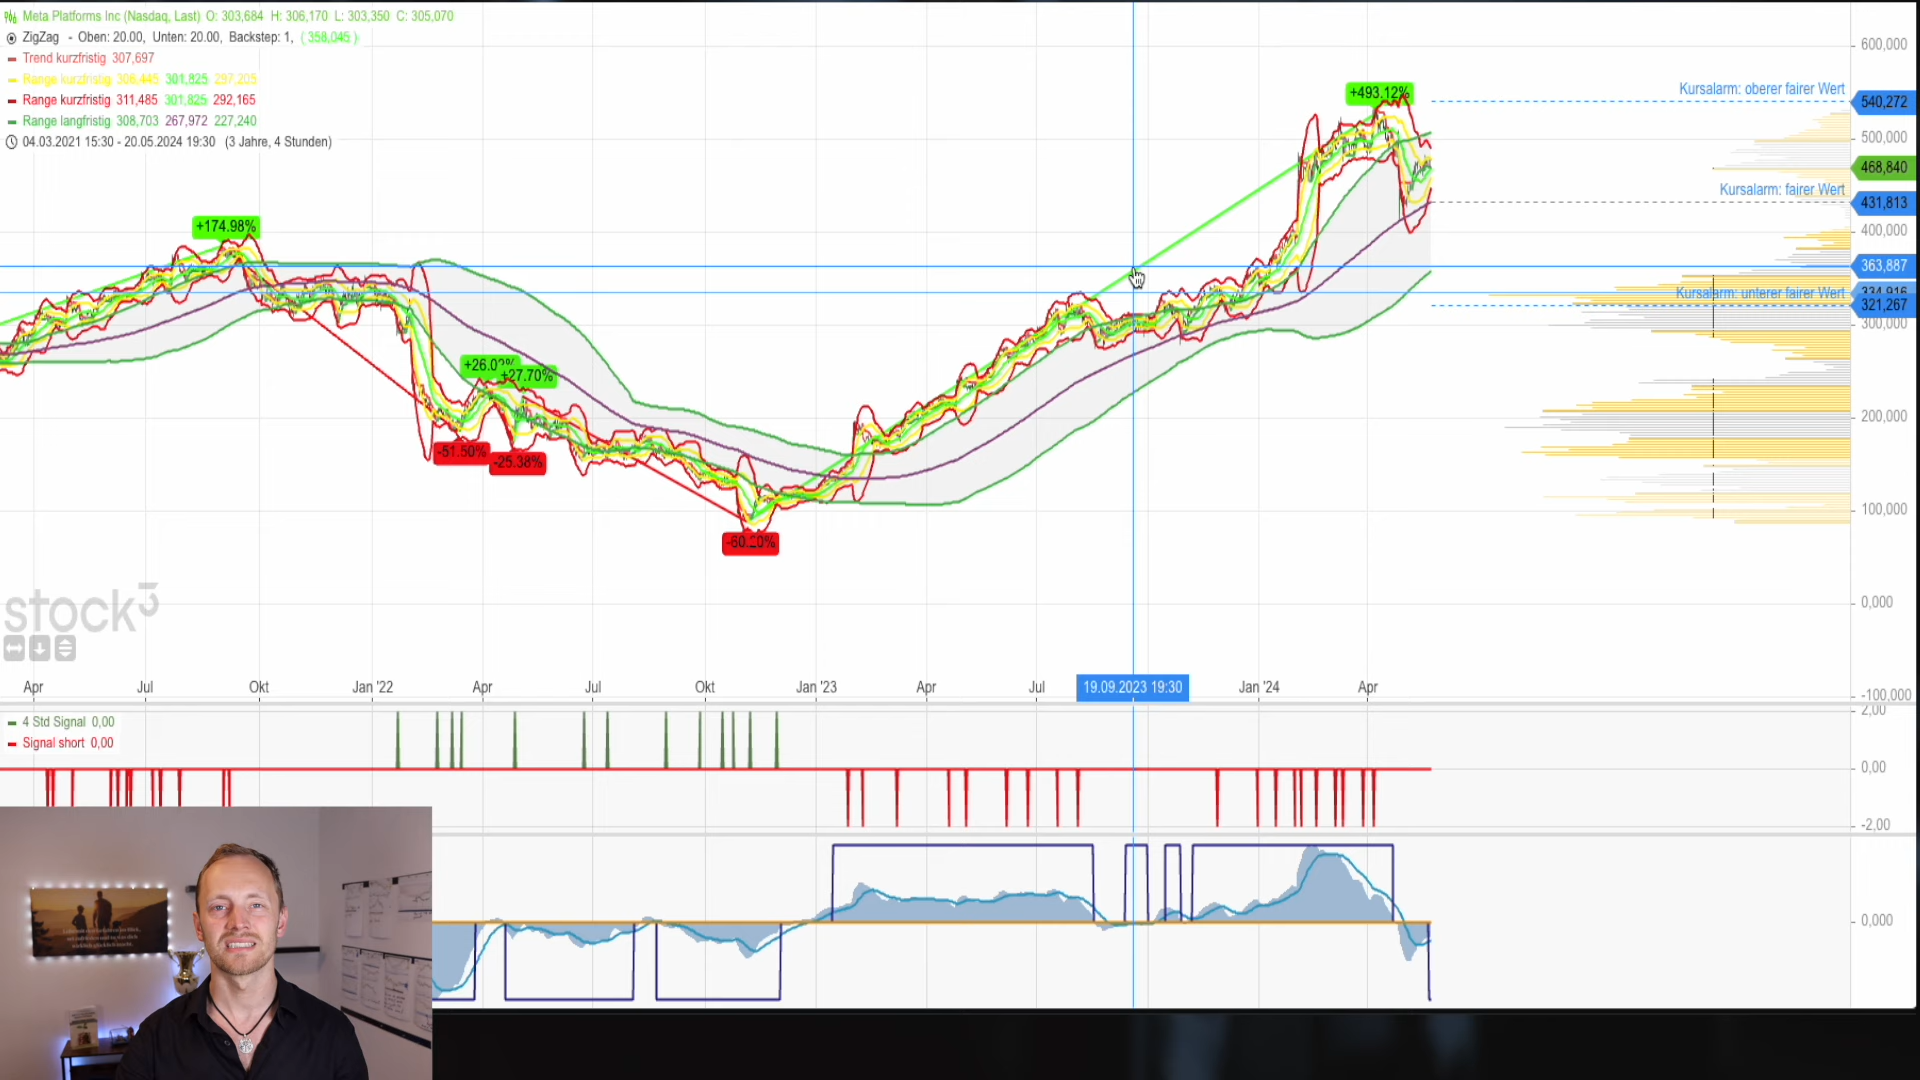 Meta Platforms Inc (Nasdaq, Last) O: 303,684 H: 306,170 L: 303,350 C: 305,070
ZigZag - Oben: 20.00, Unten: 20.00, Backstep: 1, ( 358,045 )
Trend kurzfristig 307,697
Range kurzfristig 306,445 301,825 297,205
Range kurzfristig 311,485 301,825 292,165
Range langfristig 308,703 267,972 227,240
04.03.2021 15:30 - 20.05.2024 19:30 (3 Jahre, 4 Stunden)
+174.98%
+493.12%
+27.70%
-51.50%
-25.38%
-60.20%
Kursalarm: oberer fairer Wert
Kursalarm: fairer Wert
Kursalarm: unterer fairer Wert
600,000
540,272
500,000
468,840
431,813
400,000
363,887
321,267
300,000
200,000
100,000
0,000
-100,000
stock3
Apr
Jul
Okt
Jan '22
Apr
Jul
Okt
Jan '23
Apr
Jul
19.09.2023 19:30
Jan '24
Apr
4 Std Signal 0,00
Signal short 0,00
2,00
0,00
-2,00
0,000